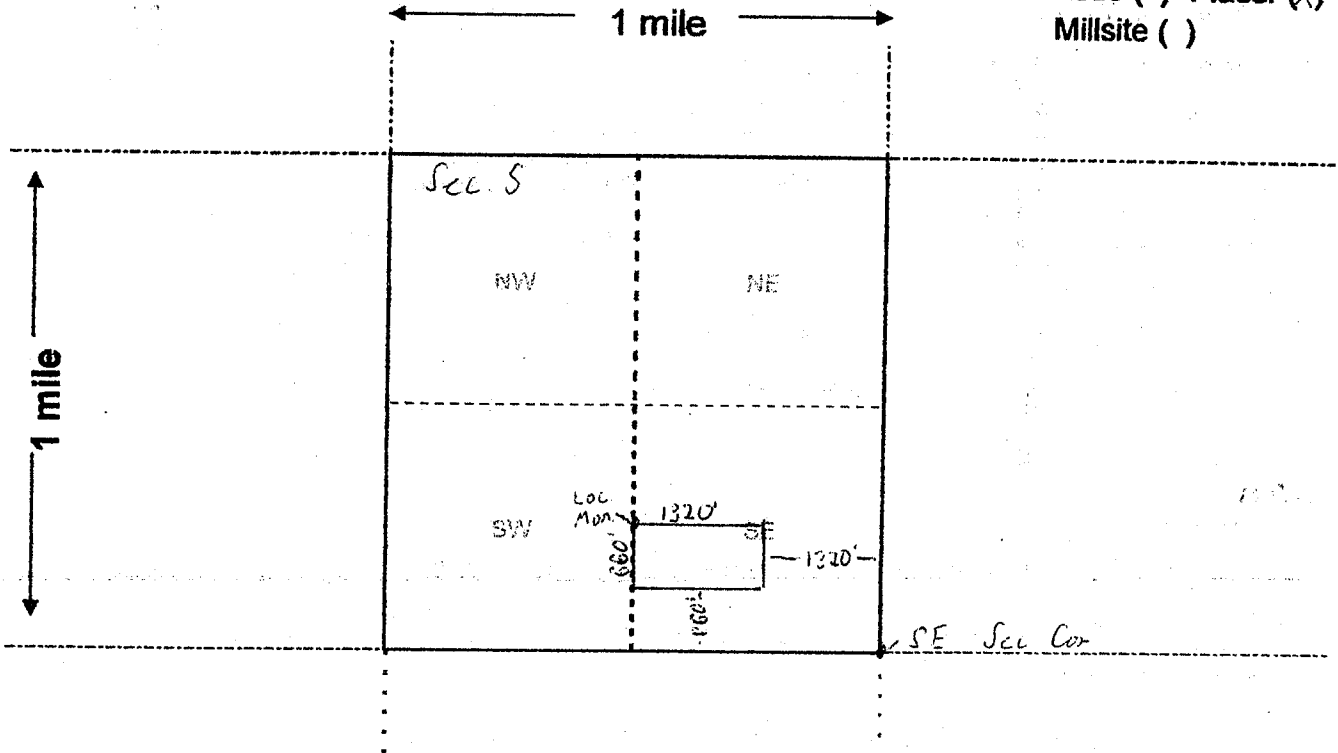 Placer (X)
1 mile
Millsite ( )
Sec. 5
NW
NE
1 mile
Loc.
Mon.
1320'
SW
SE
660'
1320'
660'
SE Sec Cor